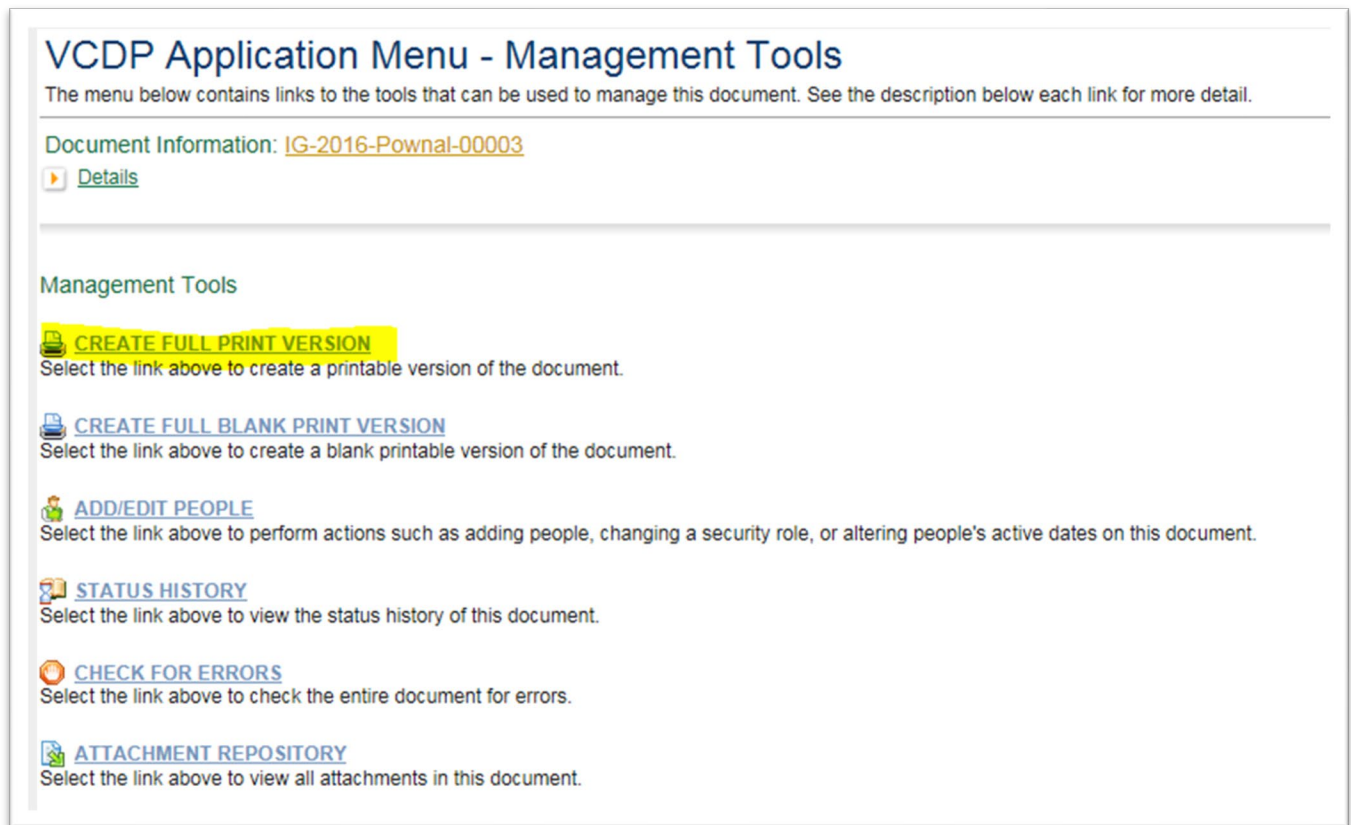 VCDP Application Menu - Management Tools
The menu below contains links to the tools that can be used to manage this document. See the description below each link for more detail.
Document Information: IG-2016-Pownal-00003
Details
Management Tools
CREATE FULL PRINT VERSION
Select the link above to create a printable version of the document.
CREATE FULL BLANK PRINT VERSION
Select the link above to create a blank printable version of the document.
ADD/EDIT PEOPLE
Select the link above to perform actions such as adding people, changing a security role, or altering people's active dates on this document.
STATUS HISTORY
Select the link above to view the status history of this document.
CHECK FOR ERRORS
Select the link above to check the entire document for errors.
ATTACHMENT REPOSITORY
Select the link above to view all attachments in this document.